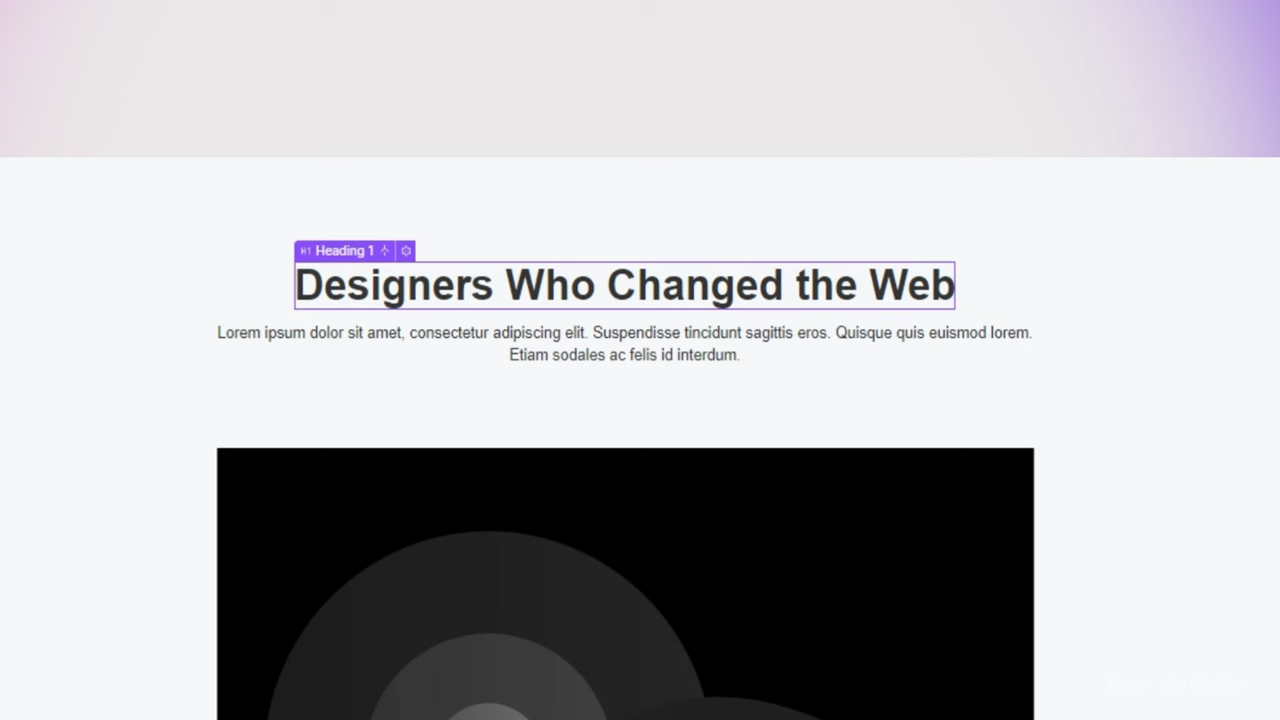 H1 Heading 1
Designers Who Changed the Web
Lorem ipsum dolor sit amet, consectetur adipiscing elit. Suspendisse tincidunt sagittis eros. Quisque quis euismod lorem.
Etiam sodales ac felis id interdum.